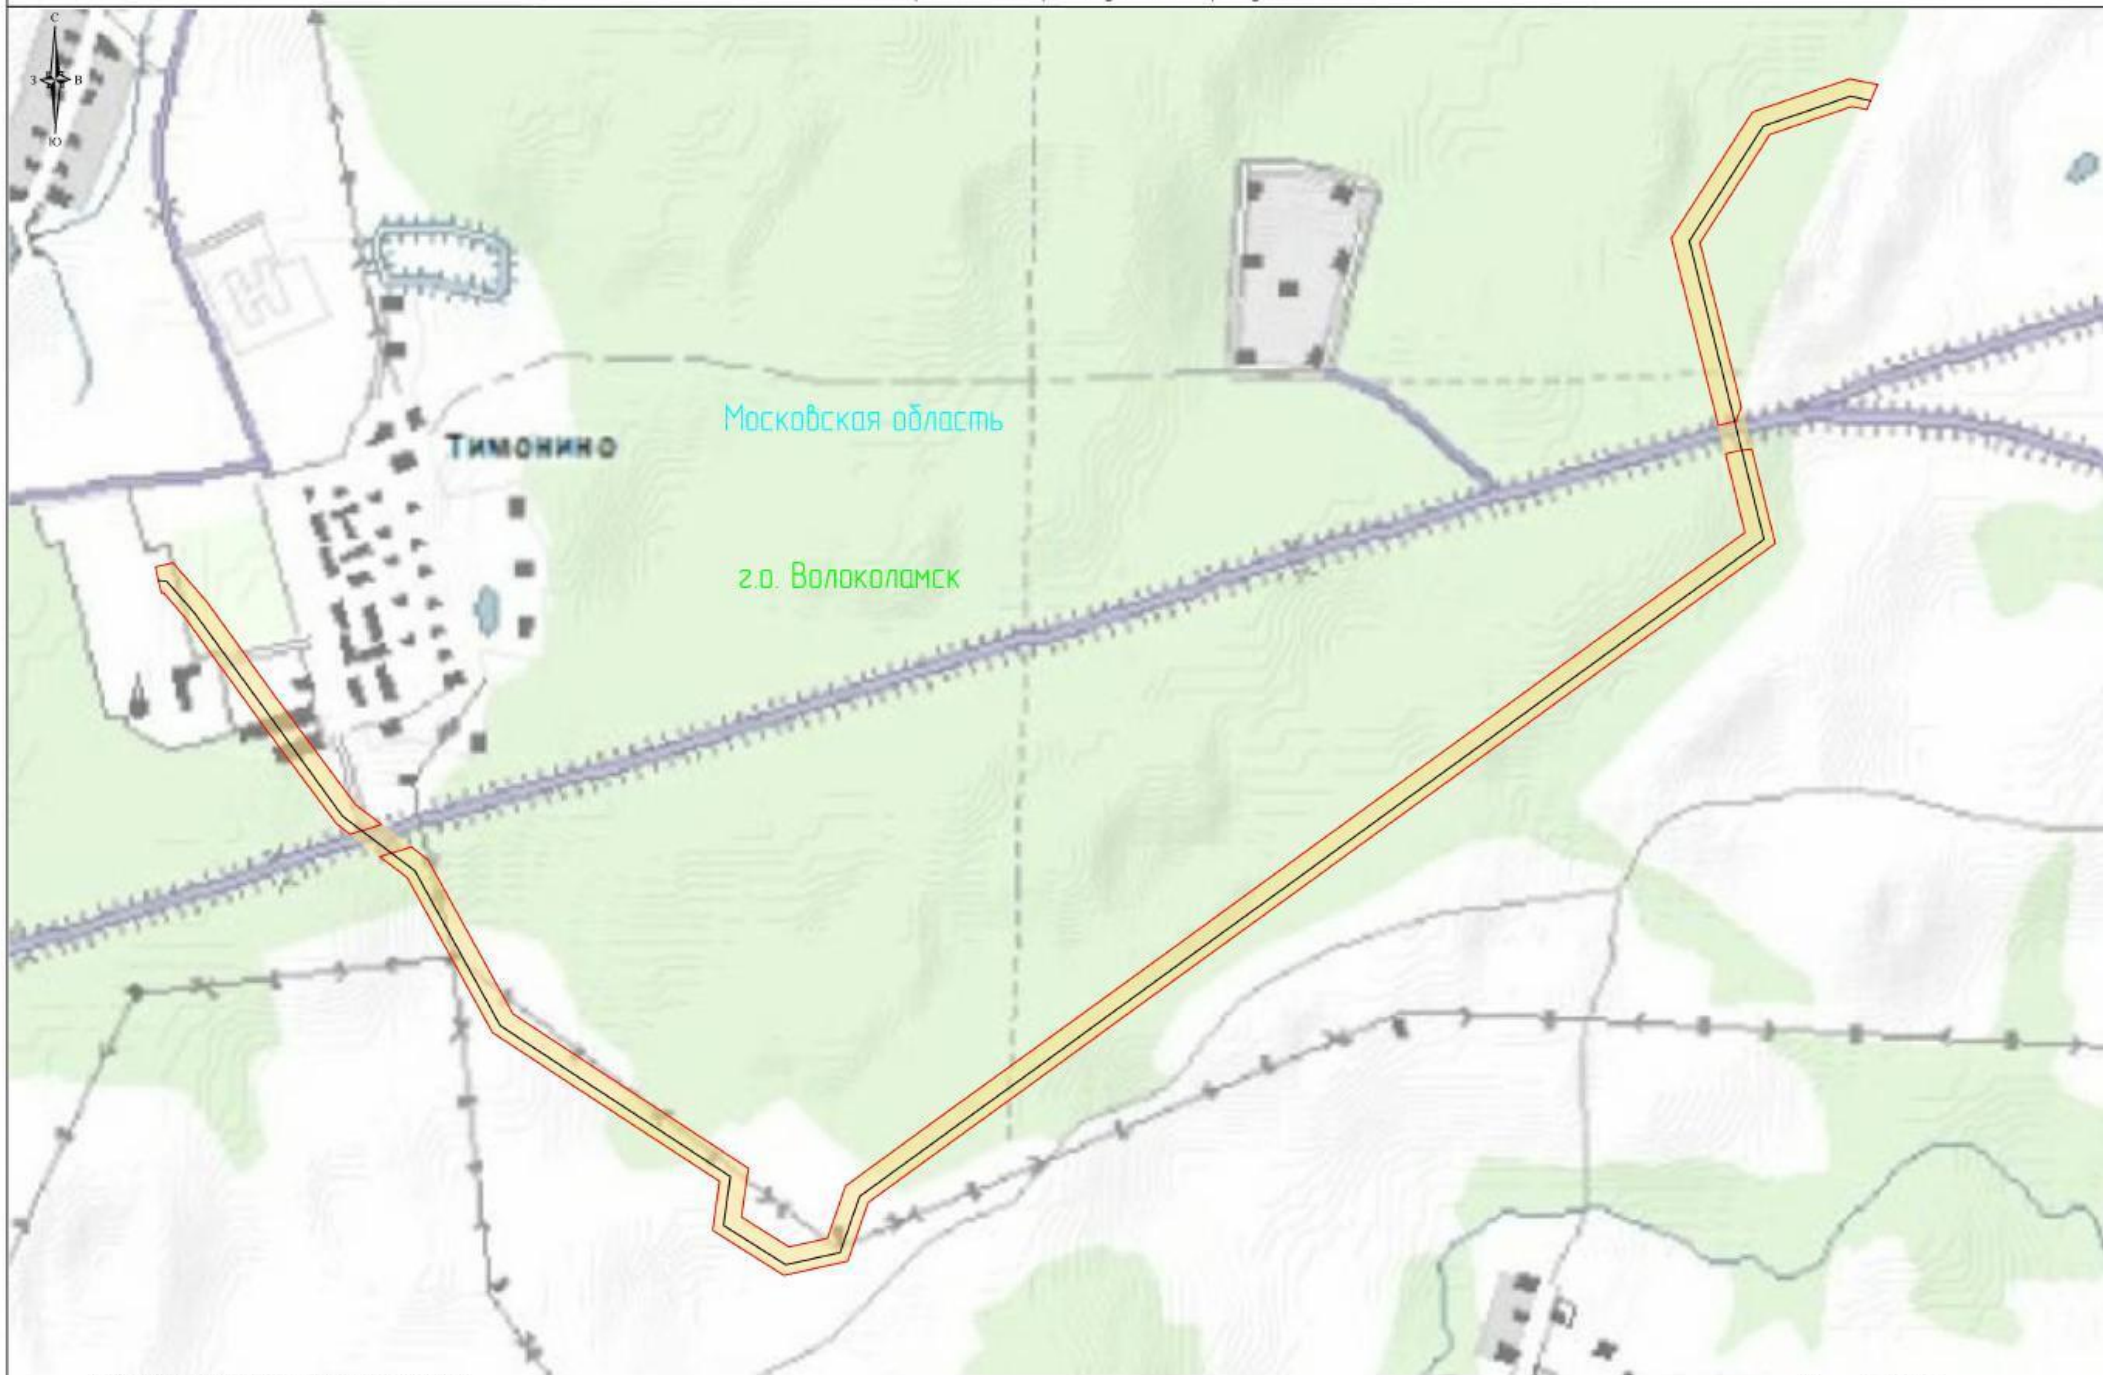 С
З В
Ю
Московская область
Тимонино
г.о. Волоколамск